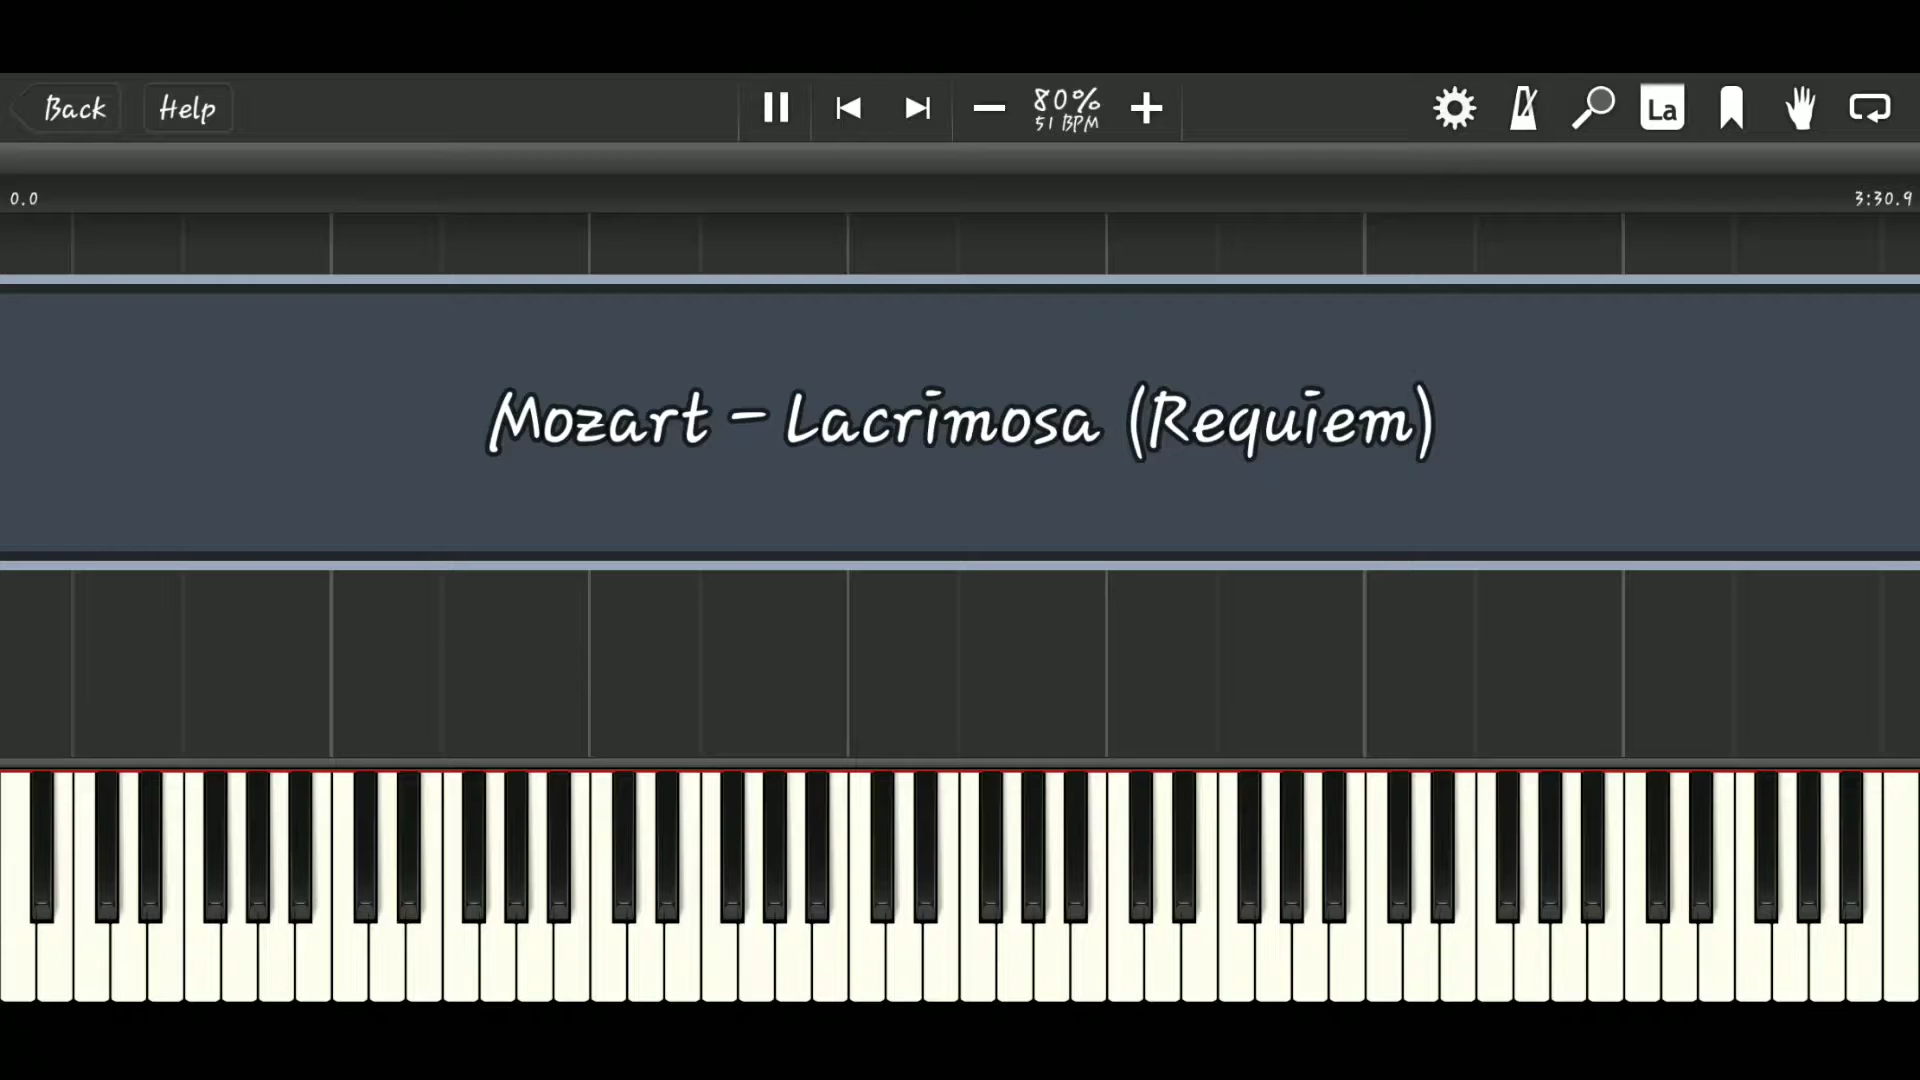 Back
Help
80%
51 BPM
La
0.0
3:30.9
Mozart - Lacrimosa (Requiem)